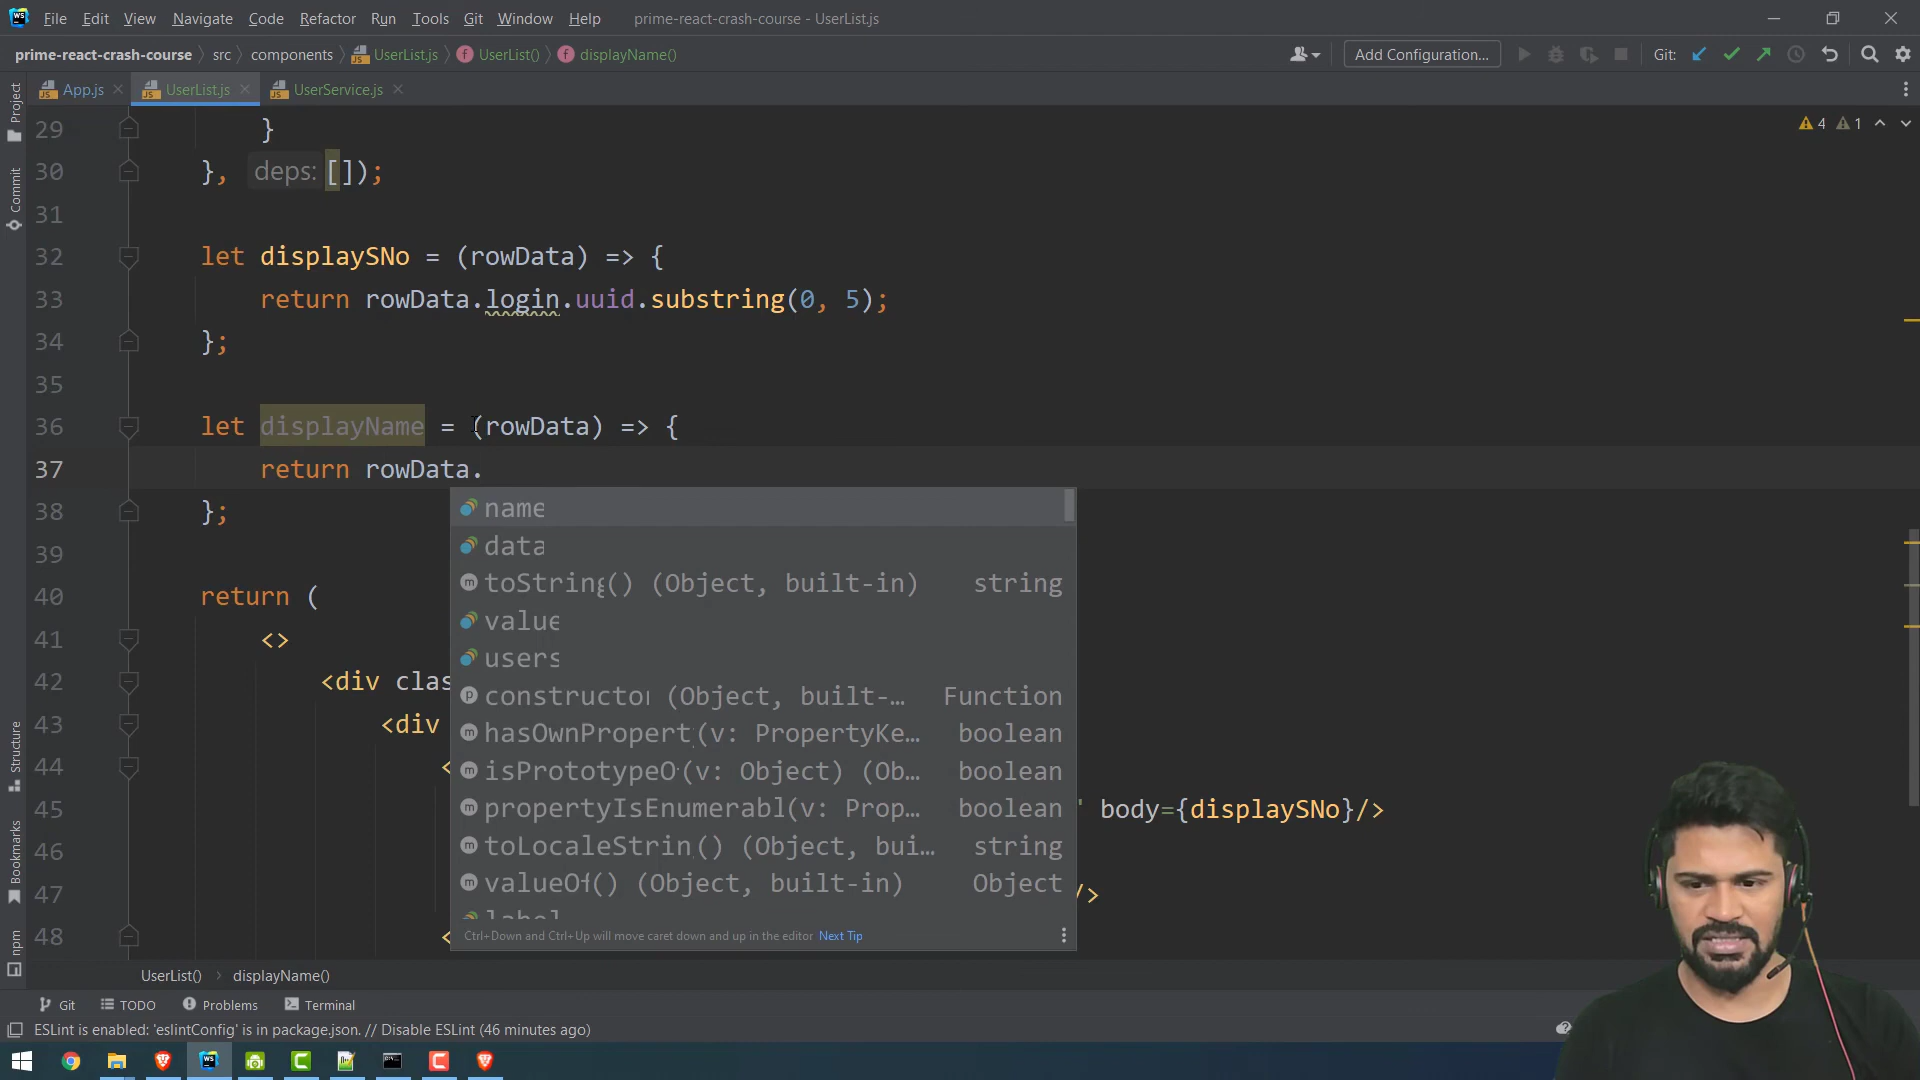 File Edit View Navigate Code Refactor Run Tools Git Window Help prime-react-crash-course - UserList.js
prime-react-crash-course src components UserList.js UserList() displayName() Add Configuration... Git:
App.js UserList.js UserService.js
Project
Commit
Structure
Bookmarks
npm
4 1
29 }
30 }, deps: []);
31
32 let displaySNo = (rowData) => {
33 return rowData.login.uuid.substring(0, 5);
34 };
35
36 let displayName = (rowData) => {
37 return rowData.
38 };
39
40 return (
41 <>
42 <div clas
43 <div
44 <
45 ' body={displaySNo}/>
46
47 />
48 <
name
data
toString() (Object, built-in) string
value
users
constructor (Object, built-… Function
hasOwnPropert (v: PropertyKe… boolean
isPrototypeO (v: Object) (Ob… boolean
propertyIsEnumerabl (v: Prop… boolean
toLocaleStrin () (Object, bui… string
valueOf() (Object, built-in) Object
label
Ctrl+Down and Ctrl+Up will move caret down and up in the editor Next Tip
UserList() displayName()
Git TODO Problems Terminal
ESLint is enabled: 'eslintConfig' is in package.json. // Disable ESLint (46 minutes ago)